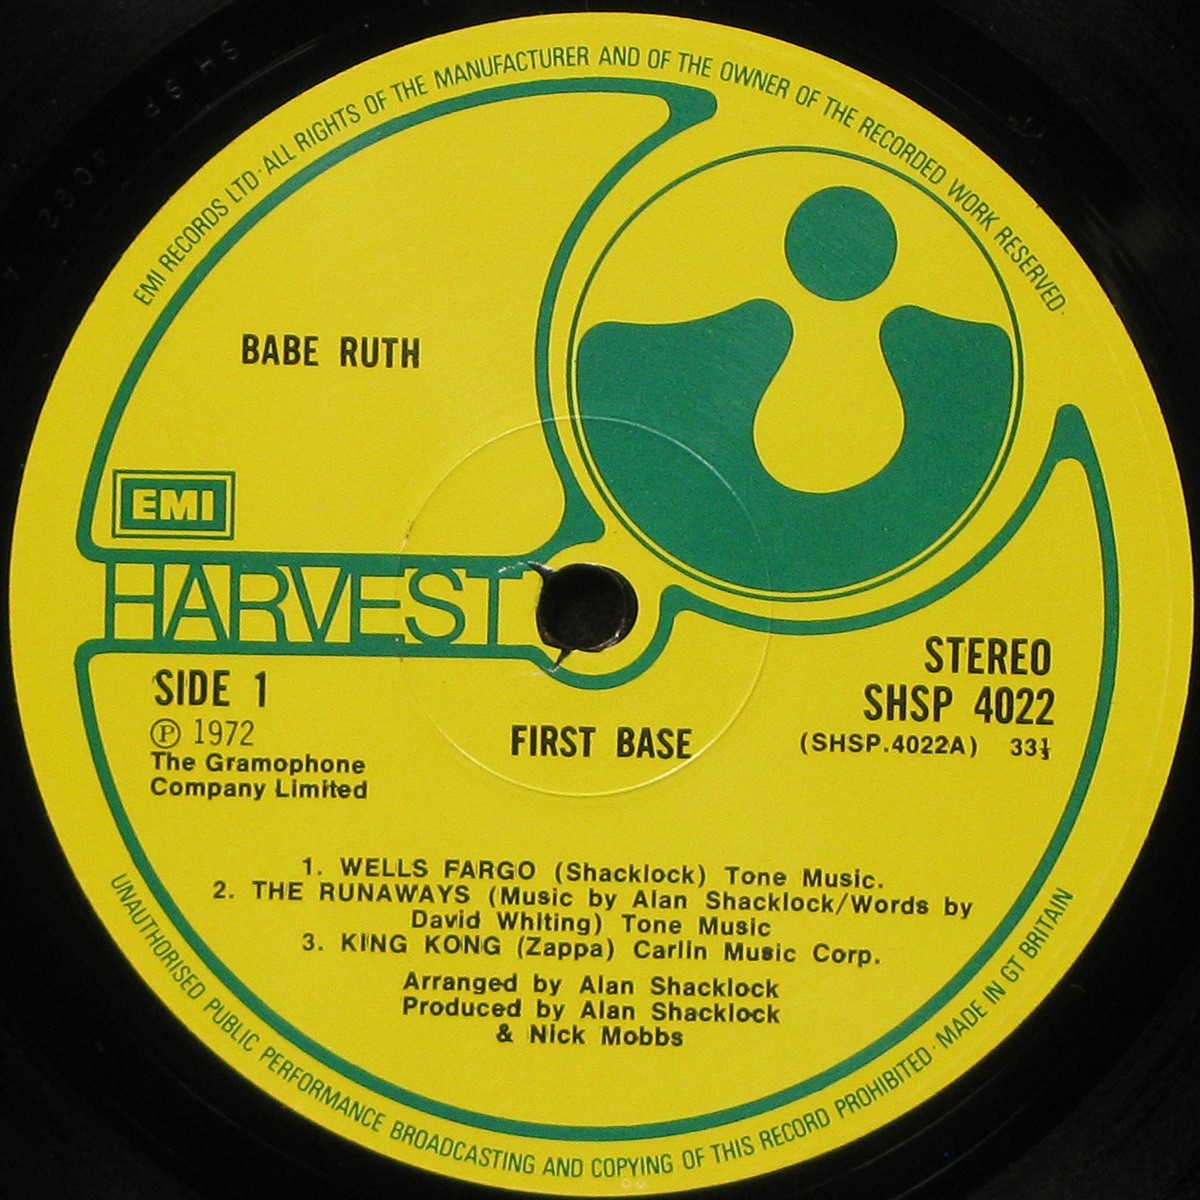 EMI RECORDS LTD·ALL RIGHTS OF THE MANUFACTURER AND OF THE OWNER OF THE RECORDED WORK RESERVED·
BABE RUTH
EMI
HARVEST
SIDE 1
Ⓟ 1972
The Gramophone
Company Limited
FIRST BASE
STEREO
SHSP 4022
(SHSP.4022A) 33⅓
1. WELLS FARGO (Shacklock) Tone Music.
2. THE RUNAWAYS (Music by Alan Shacklock/Words by
David Whiting) Tone Music
3. KING KONG (Zappa) Carlin Music Corp.
Arranged by Alan Shacklock
Produced by Alan Shacklock
& Nick Mobbs
UNAUTHORISED PUBLIC PERFORMANCE BROADCASTING AND COPYING OF THIS RECORD PROHIBITED·MADE IN GT BRITAIN
SHSP 4022 A